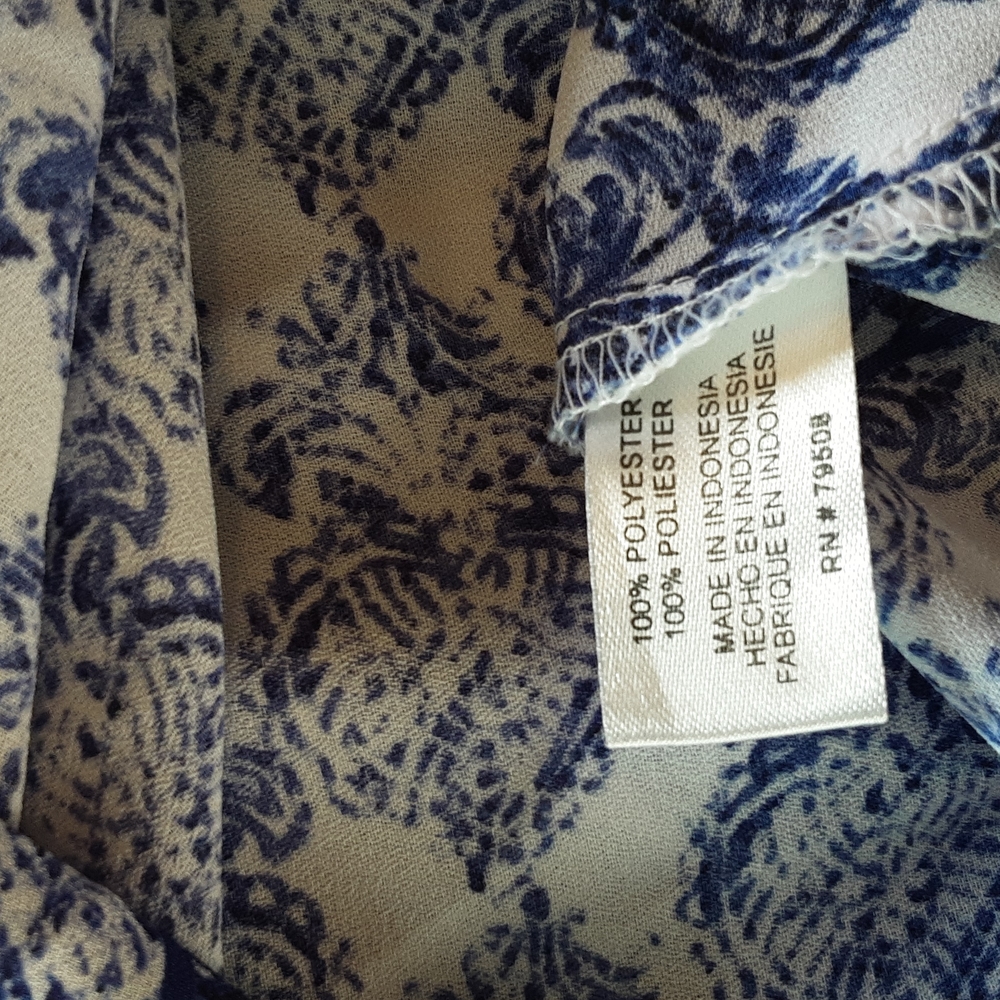 100% POLYESTER
100% POLIESTER
MADE IN INDONESIA
HECHO EN INDONESIA
FABRIQUE EN INDONESIE
RN # 79508